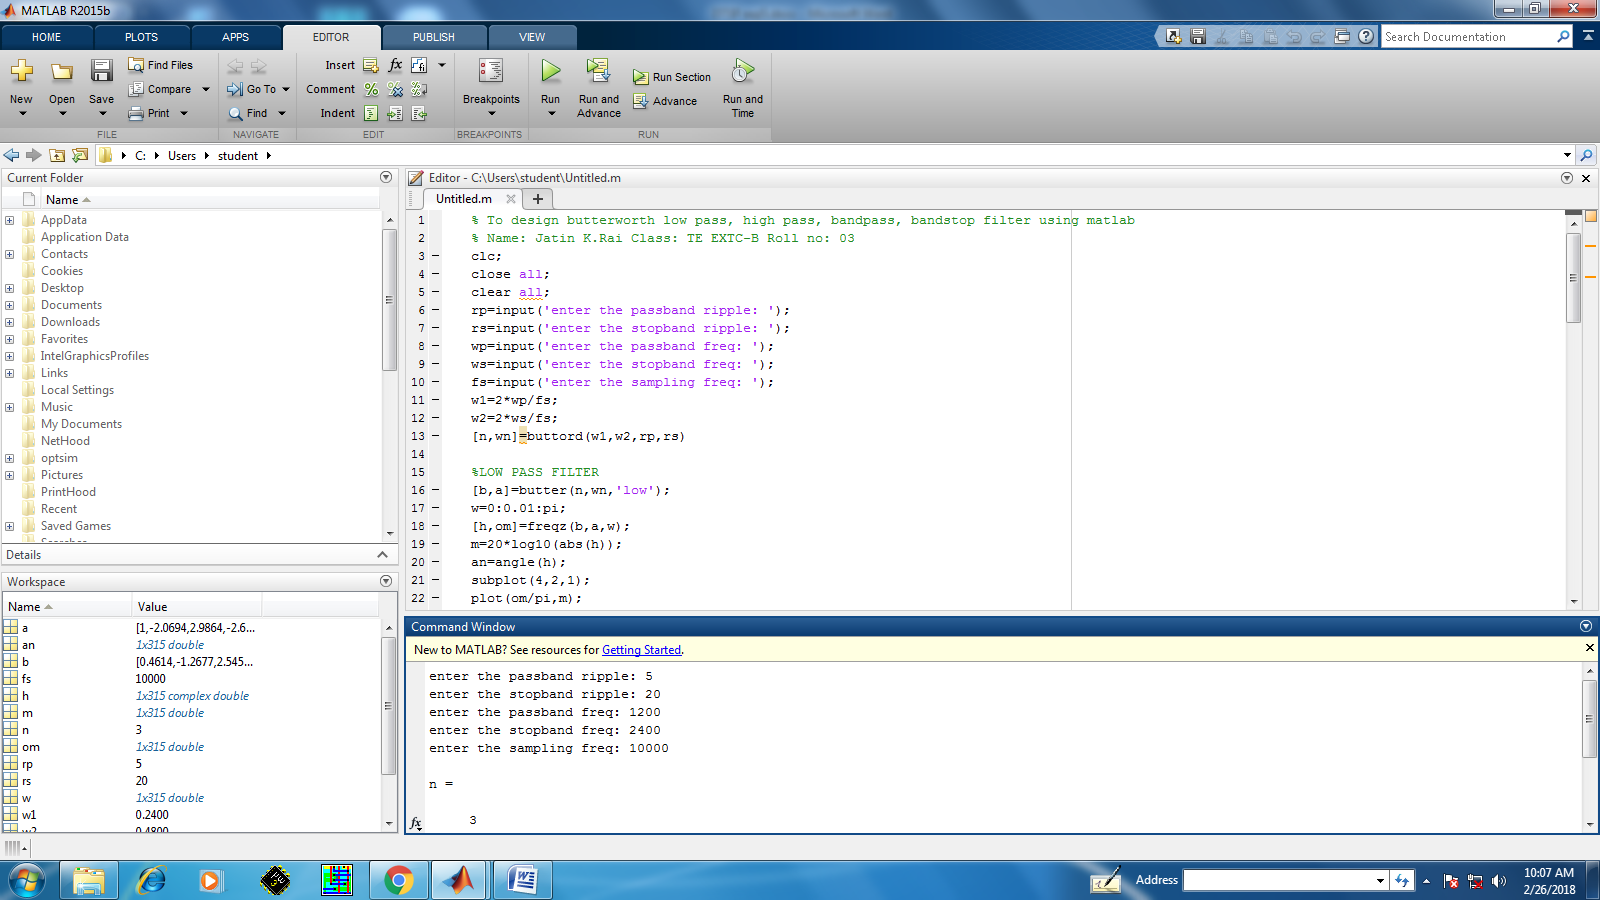 MATLAB R2015b
HOME PLOTS APPS EDITOR PUBLISH VIEW
Search Documentation
New Open Save
Find Files
Compare
Print
FILE
Go To
Find
NAVIGATE
Insert fx
Comment
Indent
EDIT
Breakpoints
BREAKPOINTS
Run
Run and Advance
Run Section
Advance
Run and Time
RUN
C: Users student
Current Folder
Name
AppData
Application Data
Contacts
Cookies
Desktop
Documents
Downloads
Favorites
IntelGraphicsProfiles
Links
Local Settings
Music
My Documents
NetHood
optsim
Pictures
PrintHood
Recent
Saved Games
Details
Workspace
Name Value
a [1,-2.0694,2.9864,-2.6...
an 1x315 double
b [0.4614,-1.2677,2.545...
fs 10000
h 1x315 complex double
m 1x315 double
n 3
om 1x315 double
rp 5
rs 20
w 1x315 double
w1 0.2400
w2 0.4800
Editor - C:\Users\student\Untitled.m
Untitled.m
1 % To design butterworth low pass, high pass, bandpass, bandstop filter using matlab
2 % Name: Jatin K.Rai Class: TE EXTC-B Roll no: 03
3 clc;
4 close all;
5 clear all;
6 rp=input('enter the passband ripple: ');
7 rs=input('enter the stopband ripple: ');
8 wp=input('enter the passband freq: ');
9 ws=input('enter the stopband freq: ');
10 fs=input('enter the sampling freq: ');
11 w1=2*wp/fs;
12 w2=2*ws/fs;
13 [n,wn]=buttord(w1,w2,rp,rs)
14
15 %LOW PASS FILTER
16 [b,a]=butter(n,wn,'low');
17 w=0:0.01:pi;
18 [h,om]=freqz(b,a,w);
19 m=20*log10(abs(h));
20 an=angle(h);
21 subplot(4,2,1);
22 plot(om/pi,m);
Command Window
New to MATLAB? See resources for Getting Started.
enter the passband ripple: 5
enter the stopband ripple: 20
enter the passband freq: 1200
enter the stopband freq: 2400
enter the sampling freq: 10000
n =
3
fx
Address
10:07 AM
2/26/2018